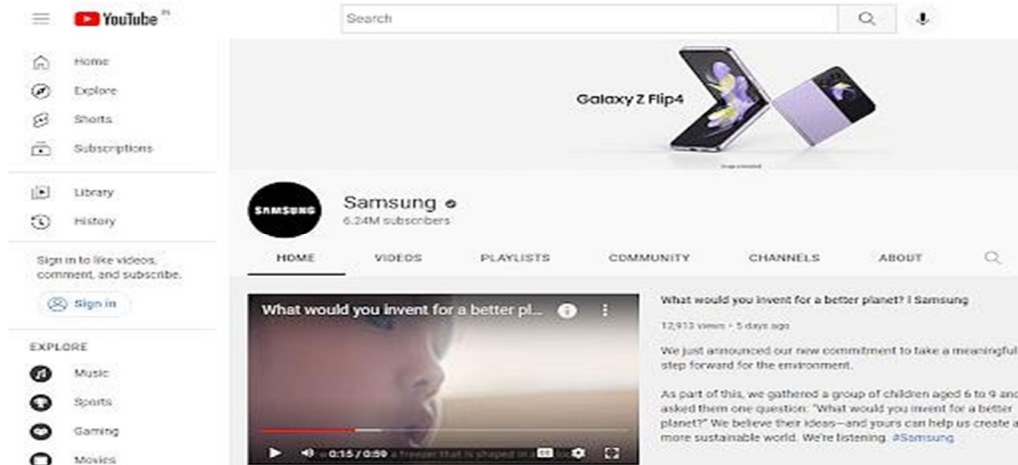 YouTube IN
Search
Home
Explore
Shorts
Subscriptions
Library
History
Sign in to like videos,
comment, and subscribe.
Sign in
EXPLORE
Music
Sports
Gaming
Movies
Galaxy Z Flip4
SAMSUNG
Samsung
6.24M subscribers
HOME VIDEOS PLAYLISTS COMMUNITY CHANNELS ABOUT
What would you invent for a better pl...
0:15 / 0:59
a freezer that is shaped in a
What would you invent for a better planet? l Samsung
12,913 views • 5 days ago
We just announced our new commitment to take a meaningful
step forward for the environment.
As part of this, we gathered a group of children aged 6 to 9 and
asked them one question: "What would you invent for a better
planet?" We believe their ideas—and yours can help us create a
more sustainable world. We're listening. #Samsung